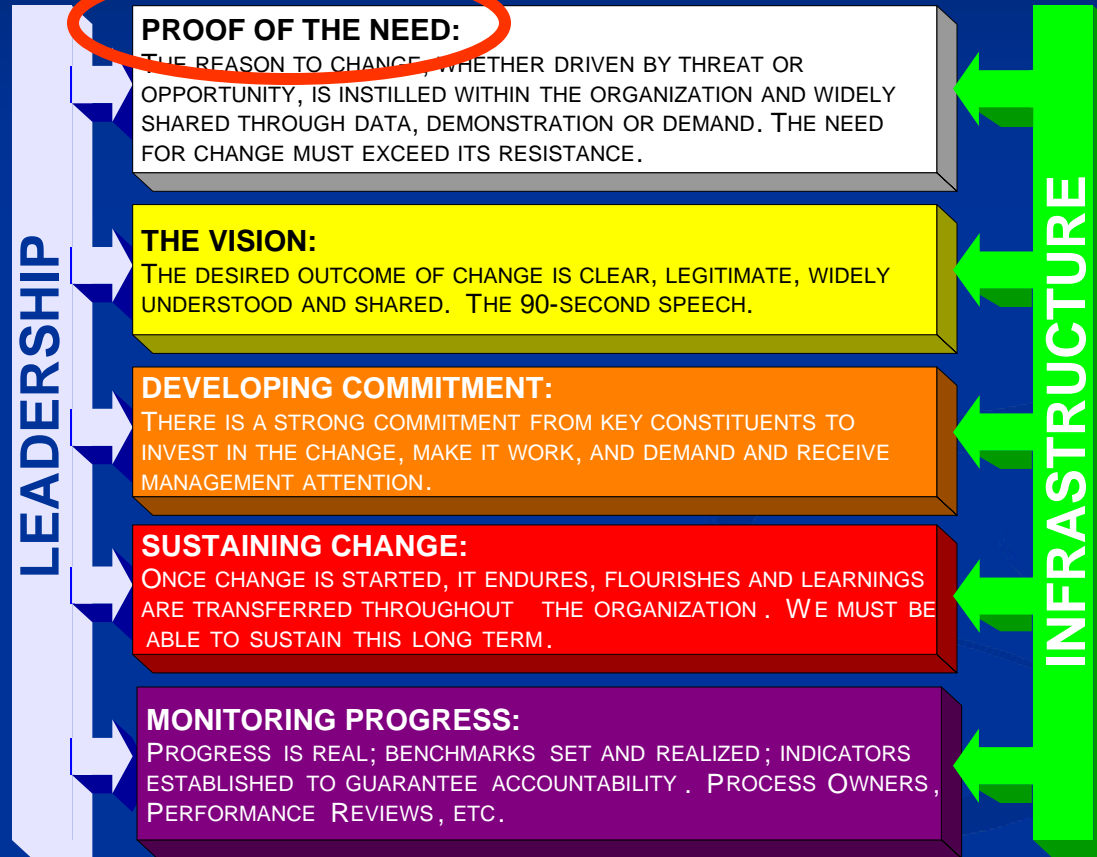 PROOF OF THE NEED:
THE REASON TO CHANGE, WHETHER DRIVEN BY THREAT OR
OPPORTUNITY, IS INSTILLED WITHIN THE ORGANIZATION AND WIDELY
SHARED THROUGH DATA, DEMONSTRATION OR DEMAND. THE NEED
FOR CHANGE MUST EXCEED ITS RESISTANCE.
THE VISION:
THE DESIRED OUTCOME OF CHANGE IS CLEAR, LEGITIMATE, WIDELY
UNDERSTOOD AND SHARED. THE 90-SECOND SPEECH.
DEVELOPING COMMITMENT:
THERE IS A STRONG COMMITMENT FROM KEY CONSTITUENTS TO
INVEST IN THE CHANGE, MAKE IT WORK, AND DEMAND AND RECEIVE
MANAGEMENT ATTENTION.
SUSTAINING CHANGE:
ONCE CHANGE IS STARTED, IT ENDURES, FLOURISHES AND LEARNINGS
ARE TRANSFERRED THROUGHOUT THE ORGANIZATION. WE MUST BE
ABLE TO SUSTAIN THIS LONG TERM.
MONITORING PROGRESS:
PROGRESS IS REAL; BENCHMARKS SET AND REALIZED; INDICATORS
ESTABLISHED TO GUARANTEE ACCOUNTABILITY. PROCESS OWNERS,
PERFORMANCE REVIEWS, ETC.
LEADERSHIP
INFRASTRUCTURE